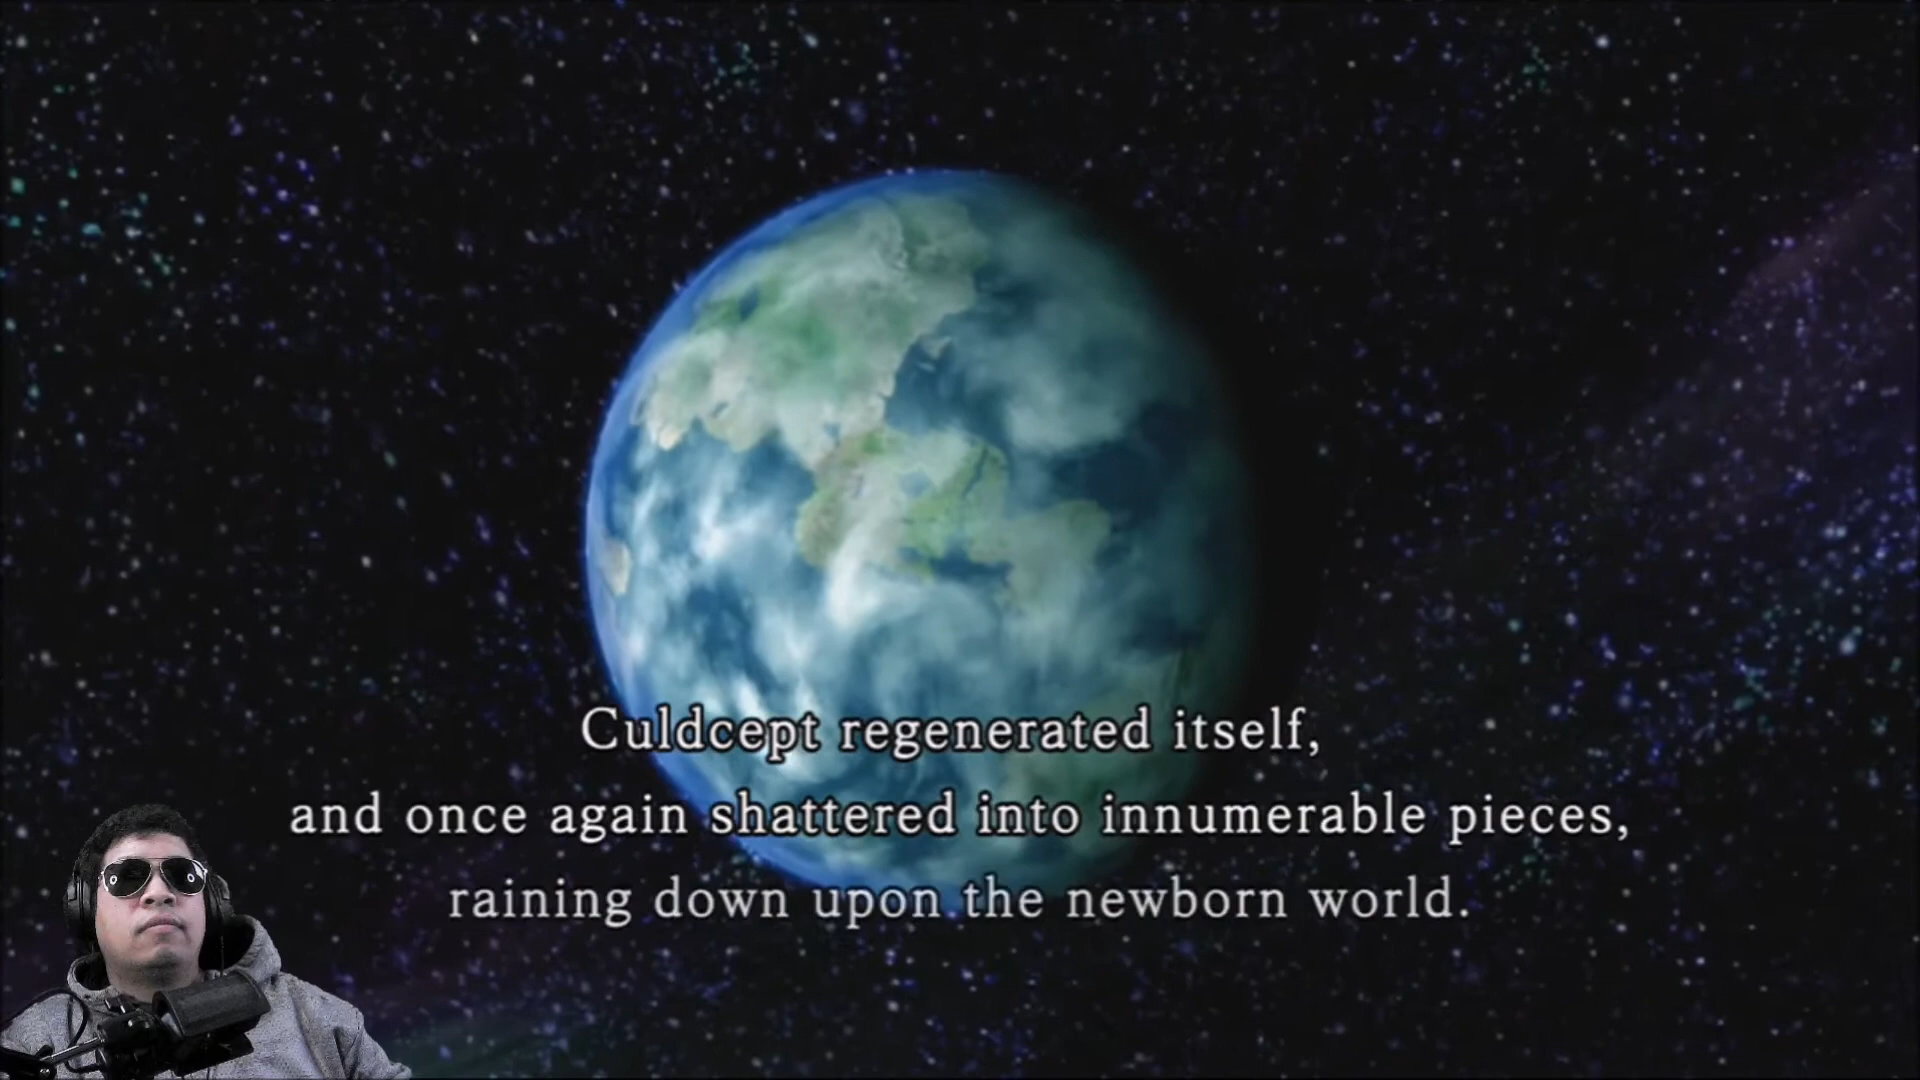 Culdcept regenerated itself,
and once again shattered into innumerable pieces,
raining down upon the newborn world.